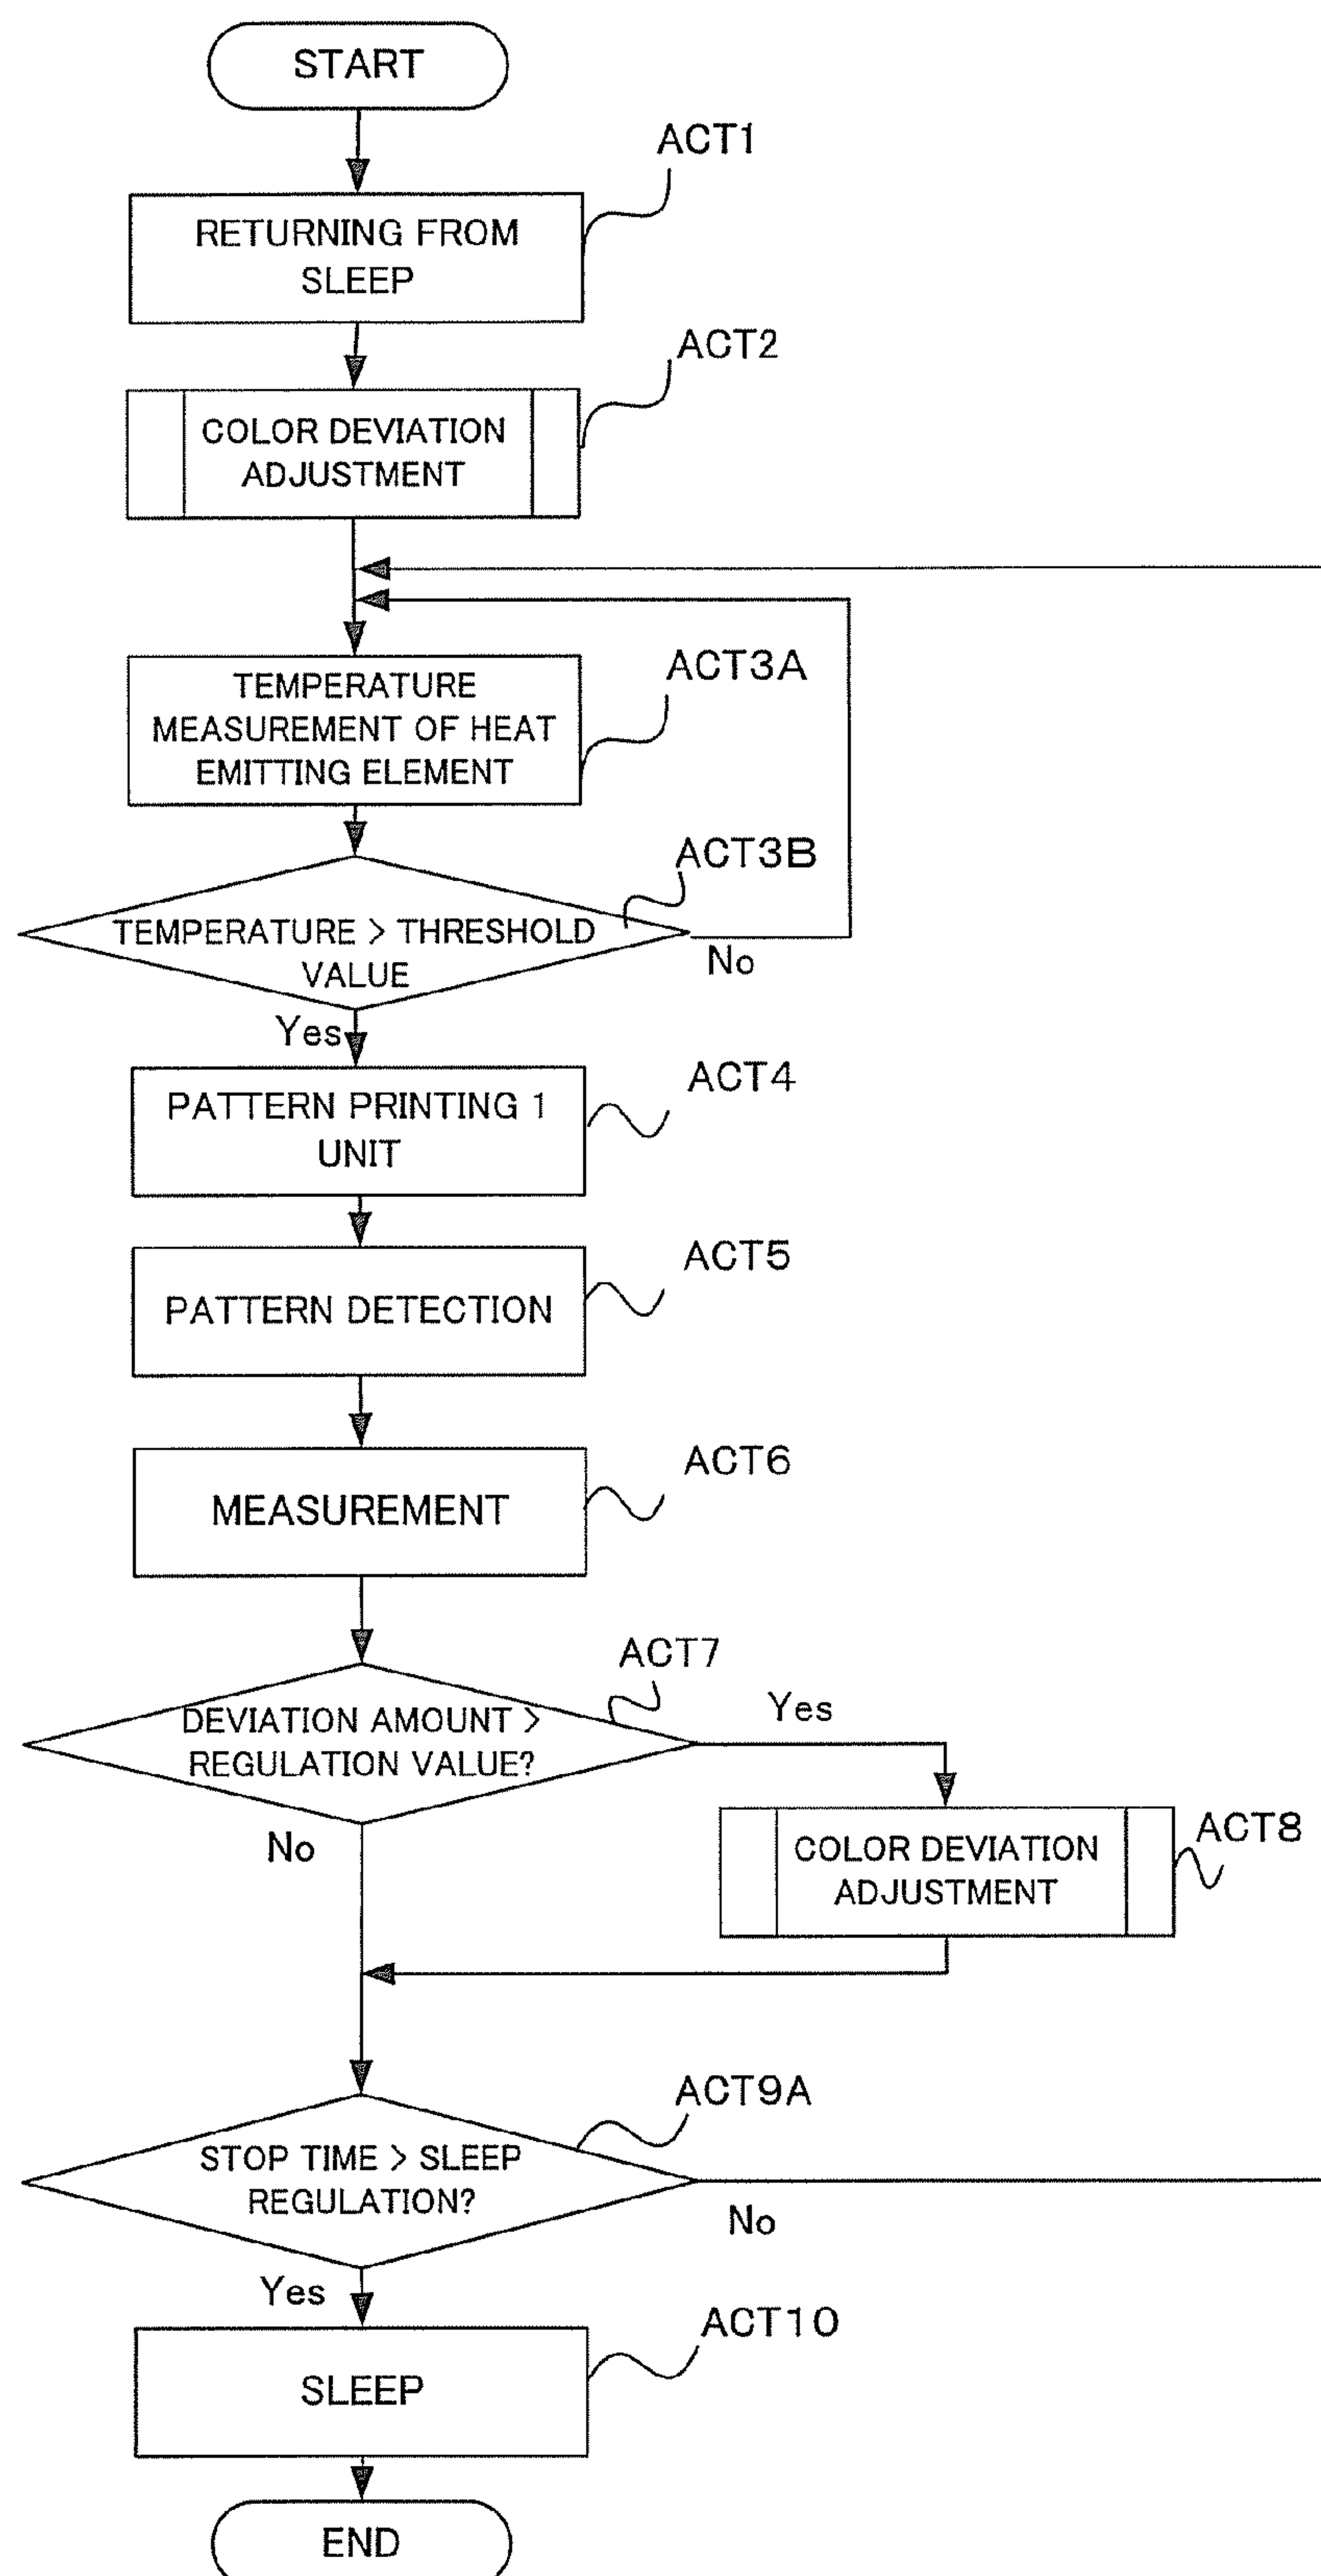 START
ACT1
RETURNING FROM
SLEEP
ACT2
COLOR DEVIATION
ADJUSTMENT
ACT3A
TEMPERATURE
MEASUREMENT OF HEAT
EMITTING ELEMENT
ACT3B
TEMPERATURE > THRESHOLD
VALUE
No
Yes
ACT4
PATTERN PRINTING 1
UNIT
ACT5
PATTERN DETECTION
ACT6
MEASUREMENT
ACT7
DEVIATION AMOUNT >
REGULATION VALUE?
Yes
No
ACT8
COLOR DEVIATION
ADJUSTMENT
ACT9A
STOP TIME > SLEEP
REGULATION?
No
Yes
ACT10
SLEEP
END